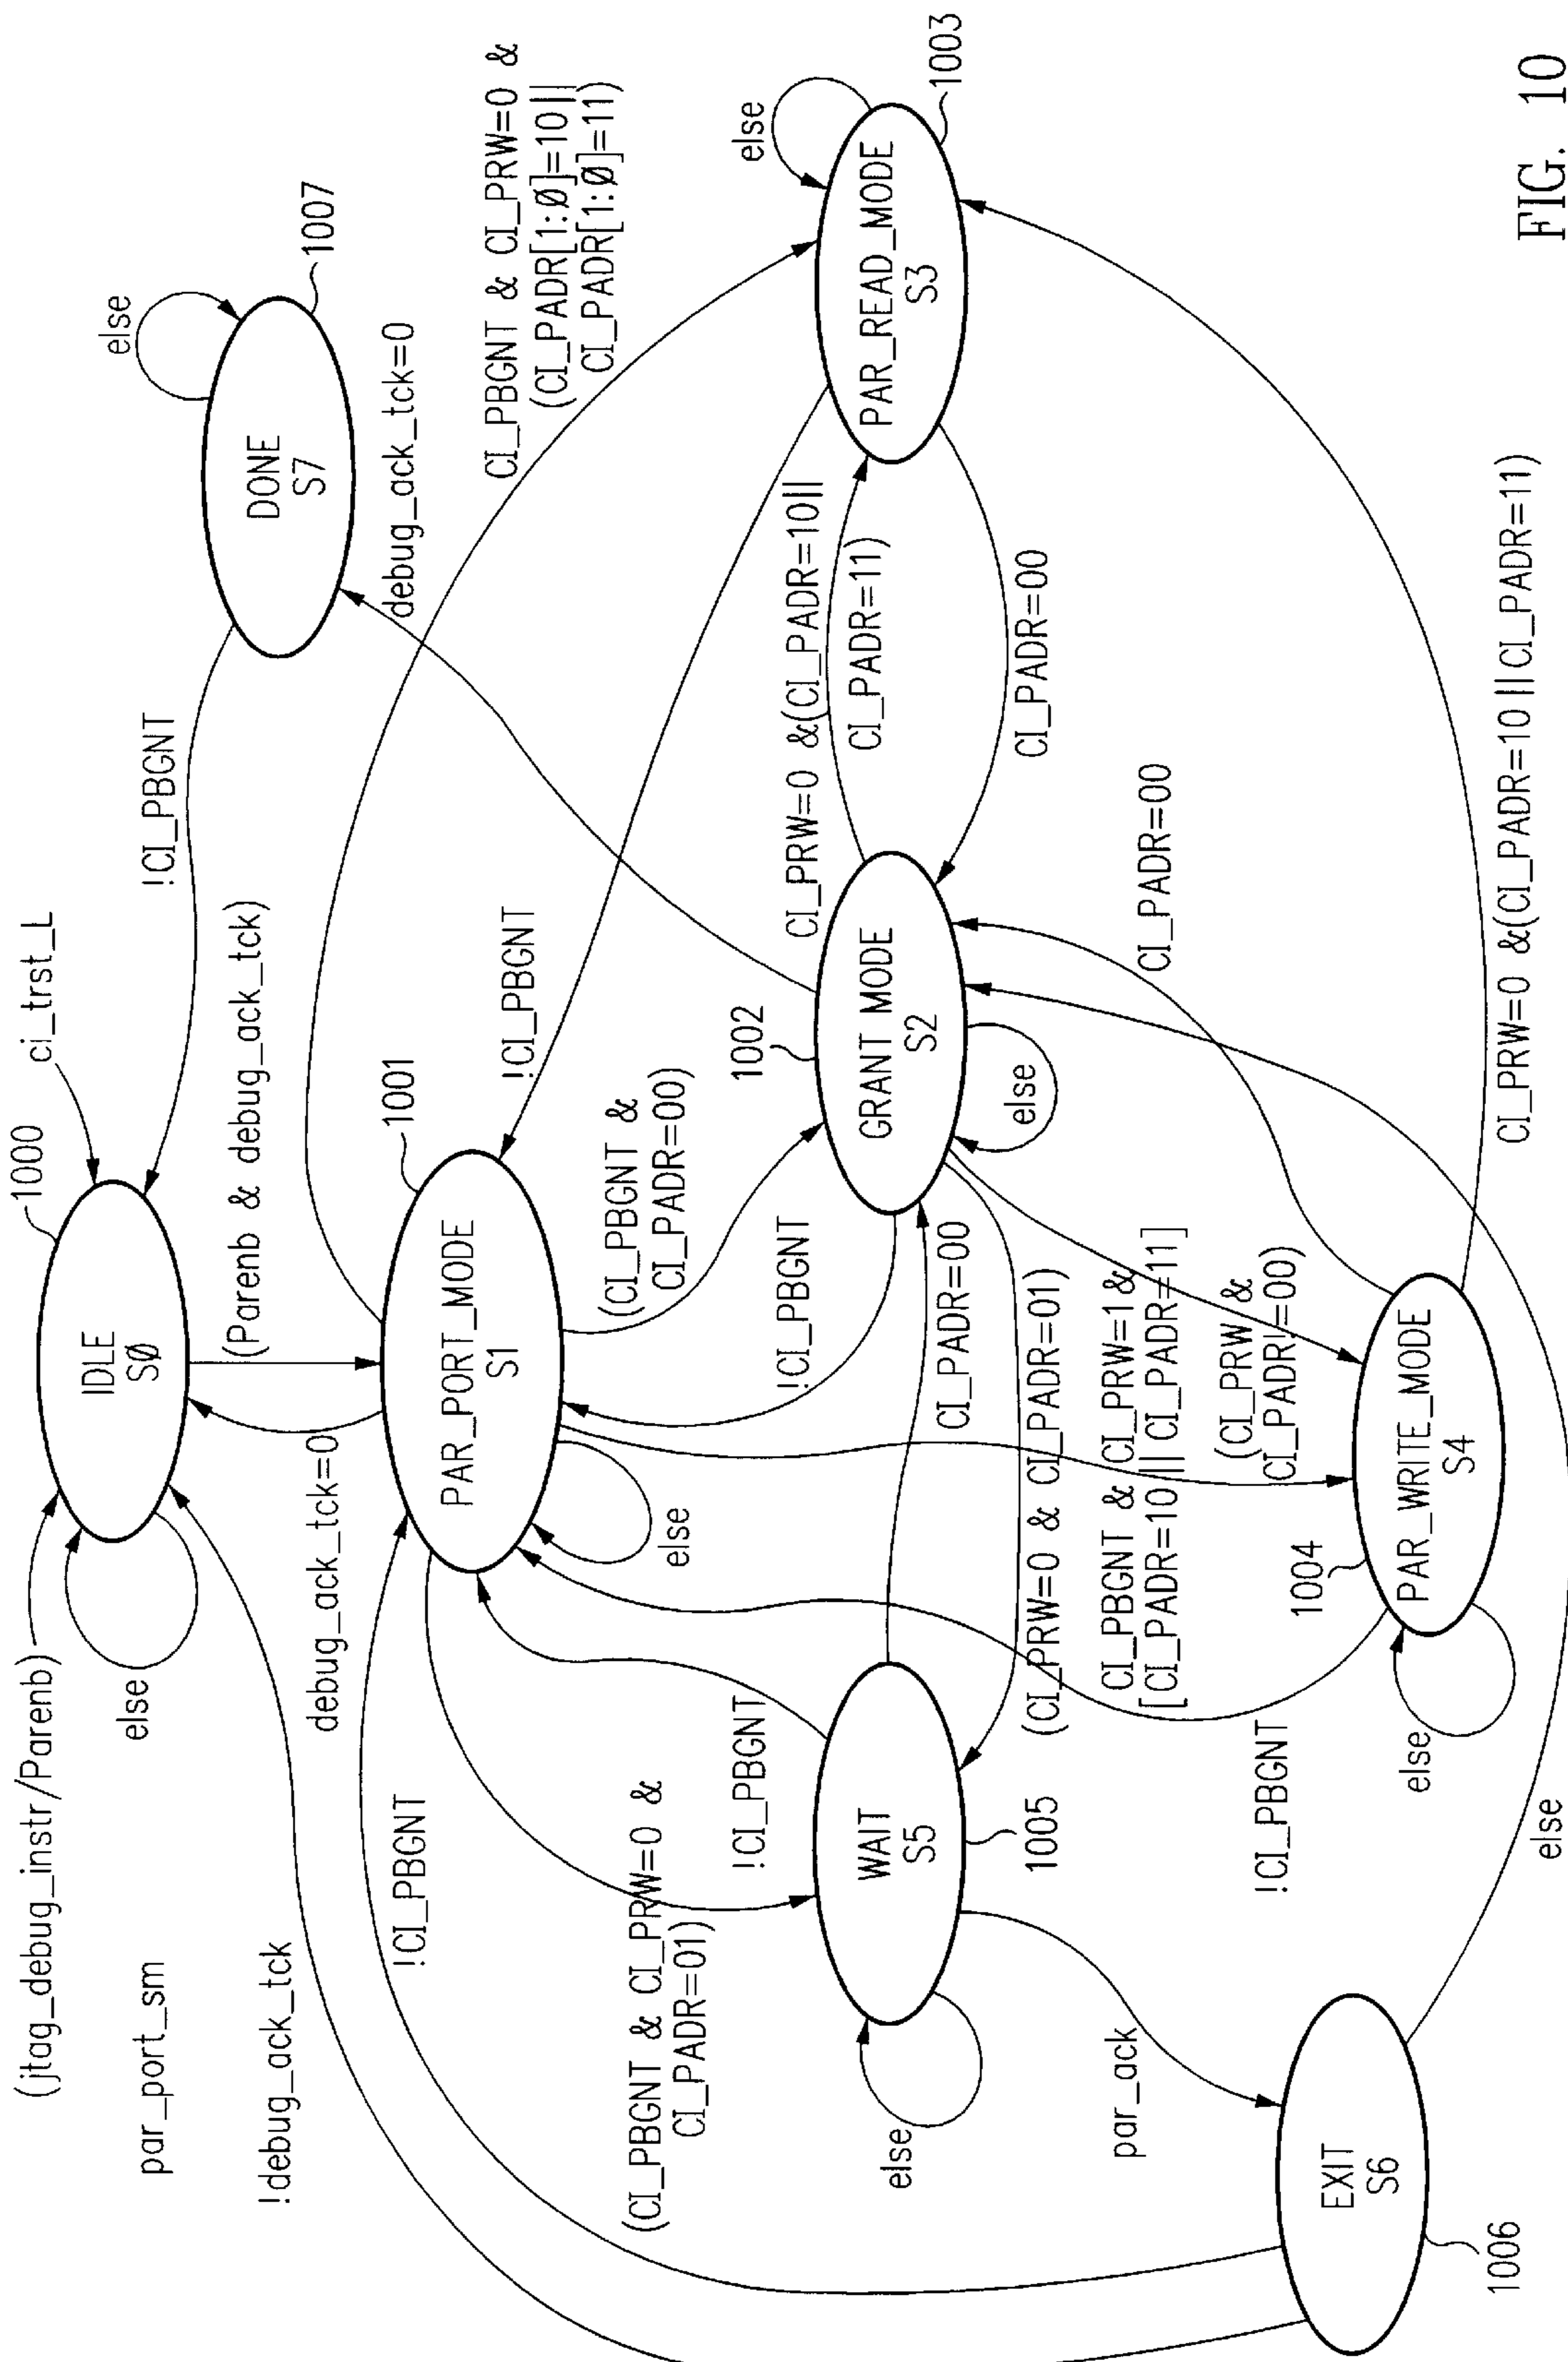 (jtag_debug_instr/Parenb)
1000
ci_trst_L
IDLE
SØ
!CI_PBGNT
else
DONE
S7
1007
else
par_port_sm
(Parenb & debug_ack_tck)
debug_ack_tck=0
!debug_ack_tck
debug_ack_tck=0
1001
PAR_PORT_MODE
S1
!CI_PBGNT
else
!CI_PBGNT
CI_PBGNT & CI_PRW=0 &
(CI_PADR[1:Ø]=10||
CI_PADR[1:Ø]=11)
(CI_PBGNT &
CI_PADR=00)
(CI_PBGNT & CI_PRW=0 &
CI_PADR=01)
!CI_PBGNT
!CI_PBGNT
1002
CI_PRW=0 &(CI_PADR=10||
CI_PADR=11)
else
WAIT
S5
1005
else
GRANT MODE
S2
else
PAR_READ_MODE
S3
1003
CI_PADR=00
CI_PADR=00
(CI_PRW=0 & CI_PADR=01)
CI_PBGNT & CI_PRW=1 &
[CI_PADR=10 || CI_PADR=11]
CI_PADR=00
par_ack
(CI_PRW &
CI_PADR!=00)
1004
!CI_PBGNT
EXIT
S6
1006
PAR_WRITE_MODE
S4
else
else
CI_PRW=0 &(CI_PADR=10 || CI_PADR=11)
FIG. 10